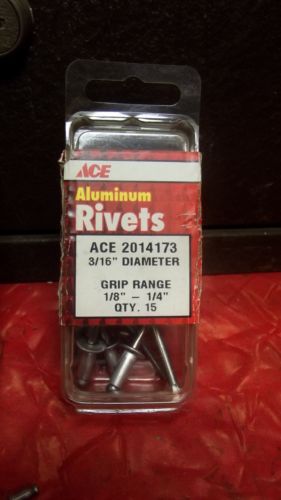 ACE
Aluminum
Rivets
ACE 2014173
3/16" DIAMETER
GRIP RANGE
1/8" – 1/4"
QTY. 15